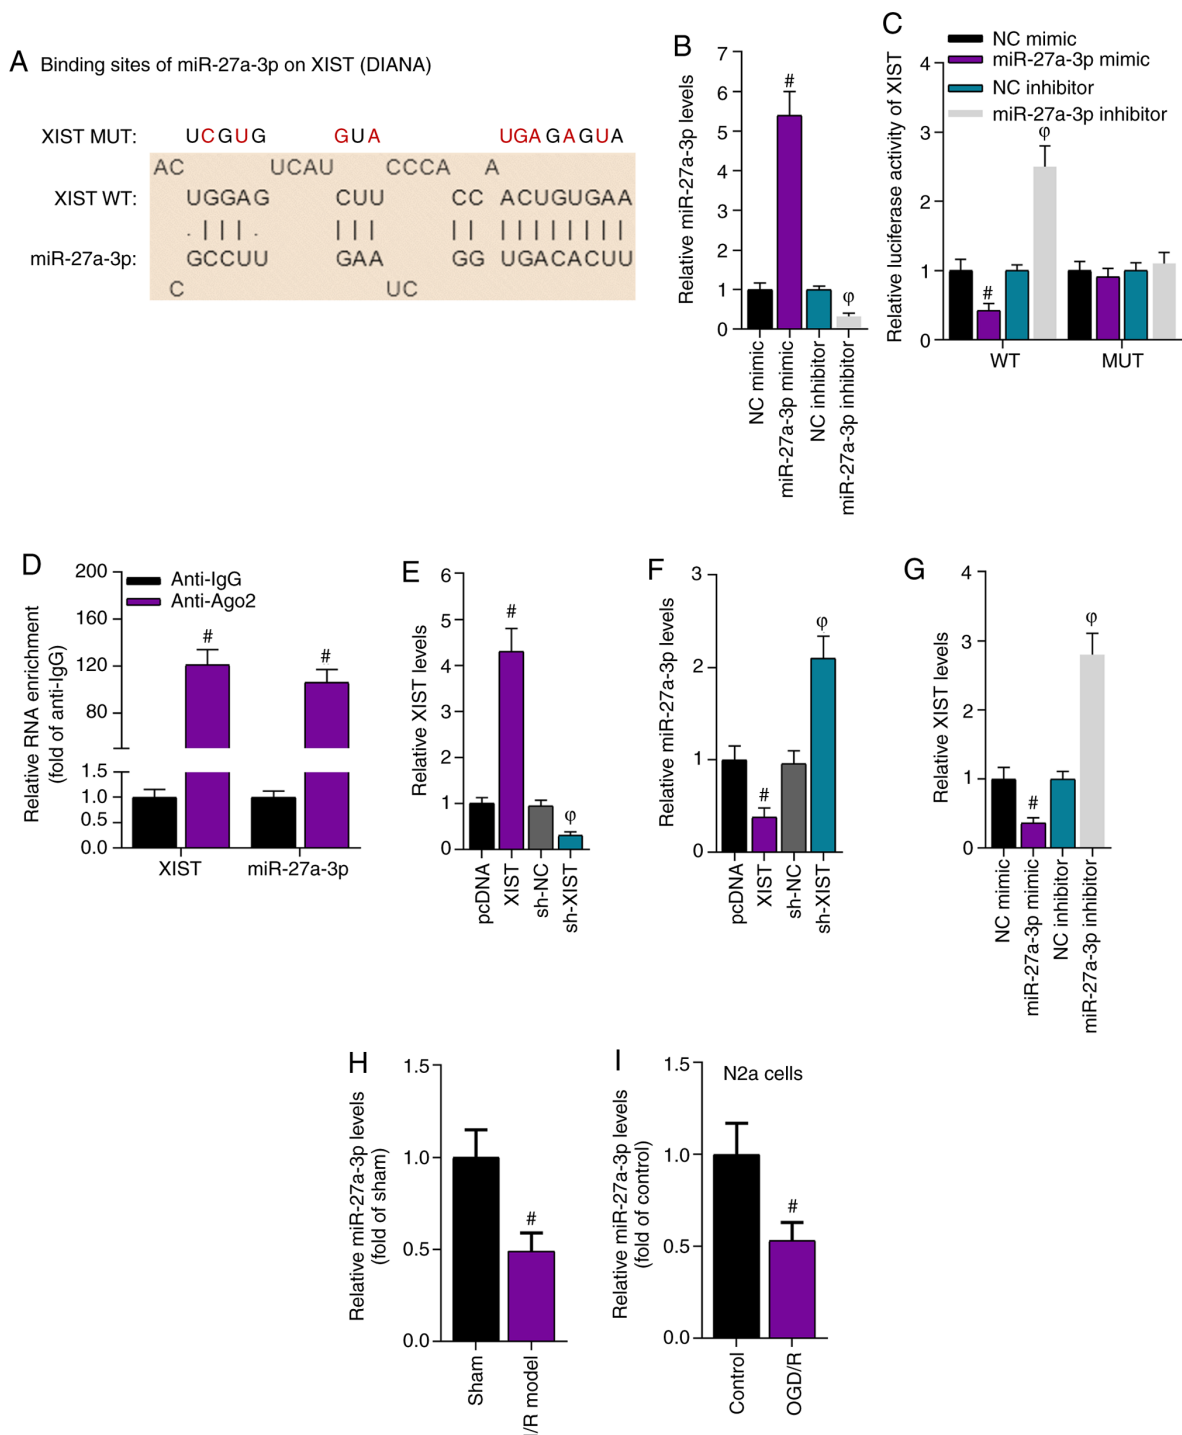 A Binding sites of miR-27a-3p on XIST (DIANA)
XIST MUT: UCGUG GUA UGAGAGUA
AC UCAU CCCA A
XIST WT: UGGAG CUU CC ACUGUGAA
miR-27a-3p: GCCUU GAA GG UGACACUU
C UC
B
Relative miR-27a-3p levels
7
6
5
4
3
2
1
0
#
φ
NC mimic
miR-27a-3p mimic
NC inhibitor
miR-27a-3p inhibitor
C
NC mimic
miR-27a-3p mimic
NC inhibitor
miR-27a-3p inhibitor
Relative luciferase activity of XIST
4
3
2
1
0
#
φ
WT
MUT
D
Anti-IgG
Anti-Ago2
Relative RNA enrichment
(fold of anti-IgG)
200
160
120
80
1.5
1.0
0.5
0.0
#
#
XIST
miR-27a-3p
E
Relative XIST levels
6
5
4
3
2
1
0
#
φ
pcDNA
XIST
sh-NC
sh-XIST
F
Relative miR-27a-3p levels
3
2
1
0
#
φ
pcDNA
XIST
sh-NC
sh-XIST
G
Relative XIST levels
4
3
2
1
0
#
φ
NC mimic
miR-27a-3p mimic
NC inhibitor
miR-27a-3p inhibitor
H
Relative miR-27a-3p levels
(fold of sham)
1.5
1.0
0.5
0.0
#
Sham
I/R model
I
N2a cells
Relative miR-27a-3p levels
(fold of control)
1.5
1.0
0.5
0.0
#
Control
OGD/R